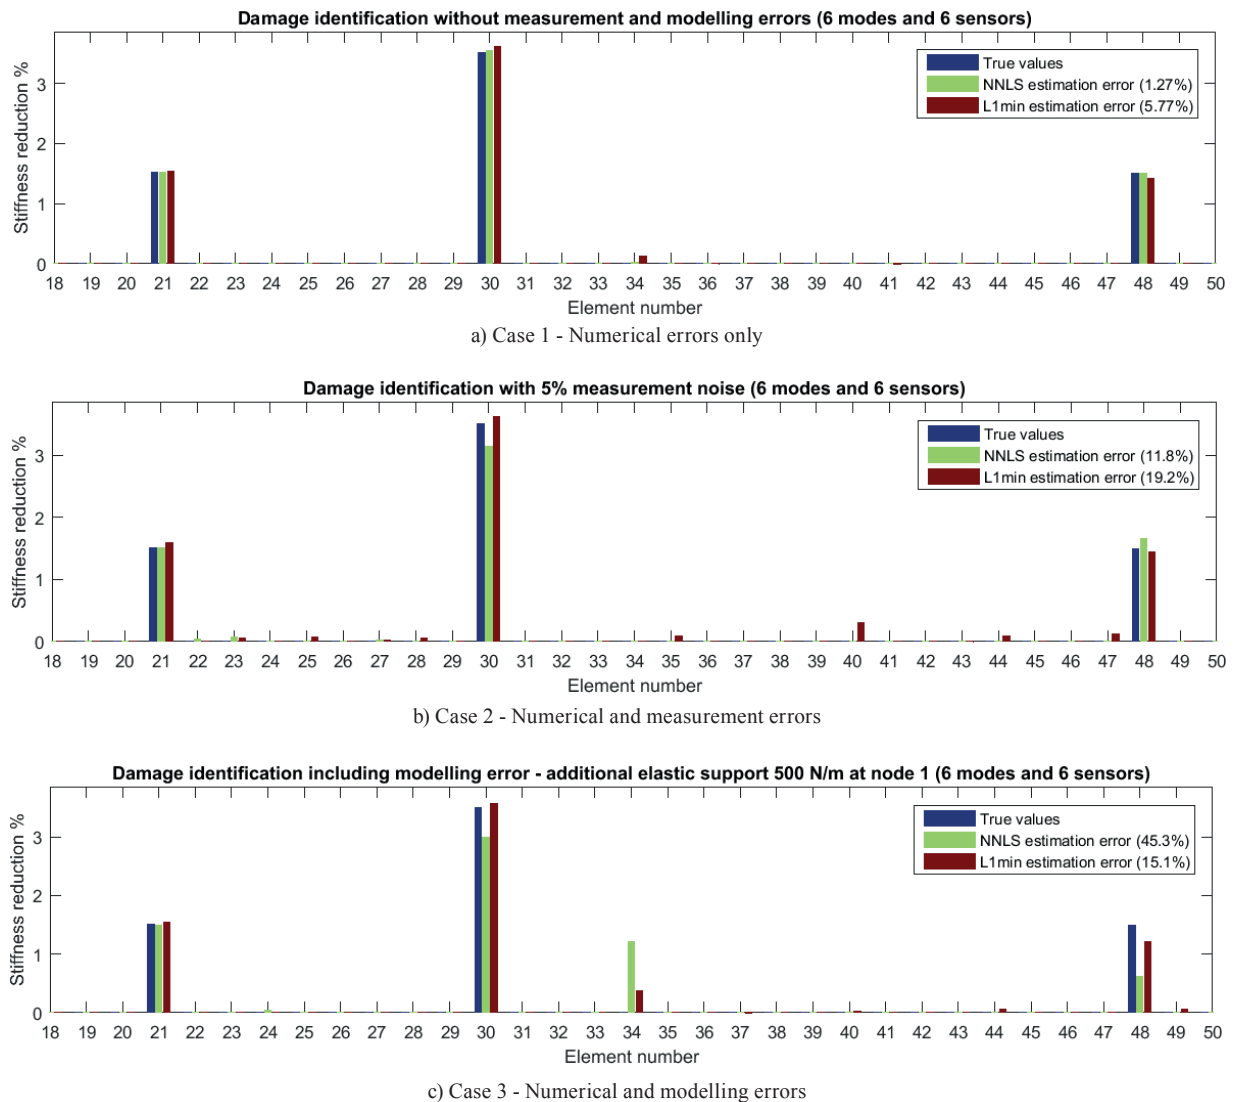 Damage identification without measurement and modelling errors (6 modes and 6 sensors)
Stiffness reduction %
3
2
1
0
True values
NNLS estimation error (1.27%)
L1min estimation error (5.77%)
18 19 20 21 22 23 24 25 26 27 28 29 30 31 32 33 34 35 36 37 38 39 40 41 42 43 44 45 46 47 48 49 50
Element number
a) Case 1 - Numerical errors only
Damage identification with 5% measurement noise (6 modes and 6 sensors)
Stiffness reduction %
3
2
1
0
True values
NNLS estimation error (11.8%)
L1min estimation error (19.2%)
18 19 20 21 22 23 24 25 26 27 28 29 30 31 32 33 34 35 36 37 38 39 40 41 42 43 44 45 46 47 48 49 50
Element number
b) Case 2 - Numerical and measurement errors
Damage identification including modelling error - additional elastic support 500 N/m at node 1 (6 modes and 6 sensors)
Stiffness reduction %
3
2
1
0
True values
NNLS estimation error (45.3%)
L1min estimation error (15.1%)
18 19 20 21 22 23 24 25 26 27 28 29 30 31 32 33 34 35 36 37 38 39 40 41 42 43 44 45 46 47 48 49 50
Element number
c) Case 3 - Numerical and modelling errors